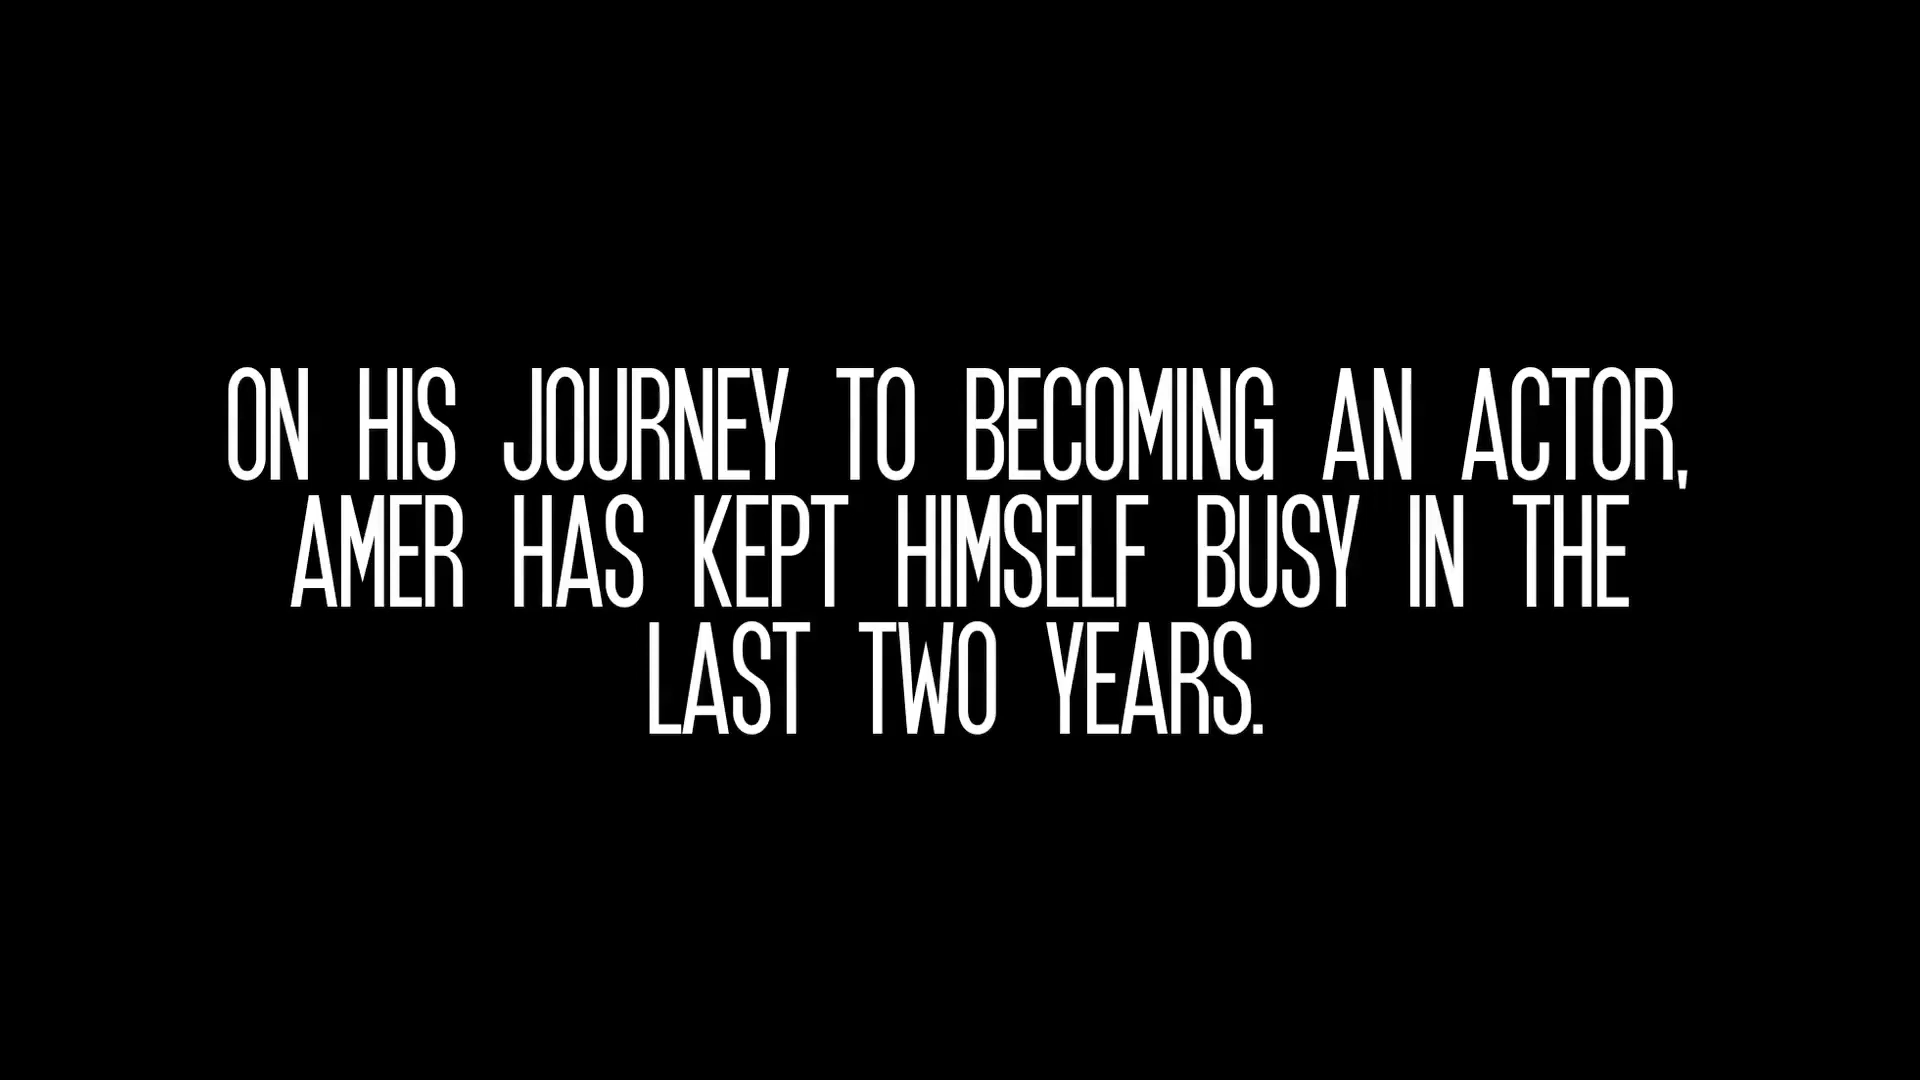 ON HIS JOURNEY TO BECOMING AN ACTOR,
AMER HAS KEPT HIMSELF BUSY IN THE
LAST TWO YEARS.